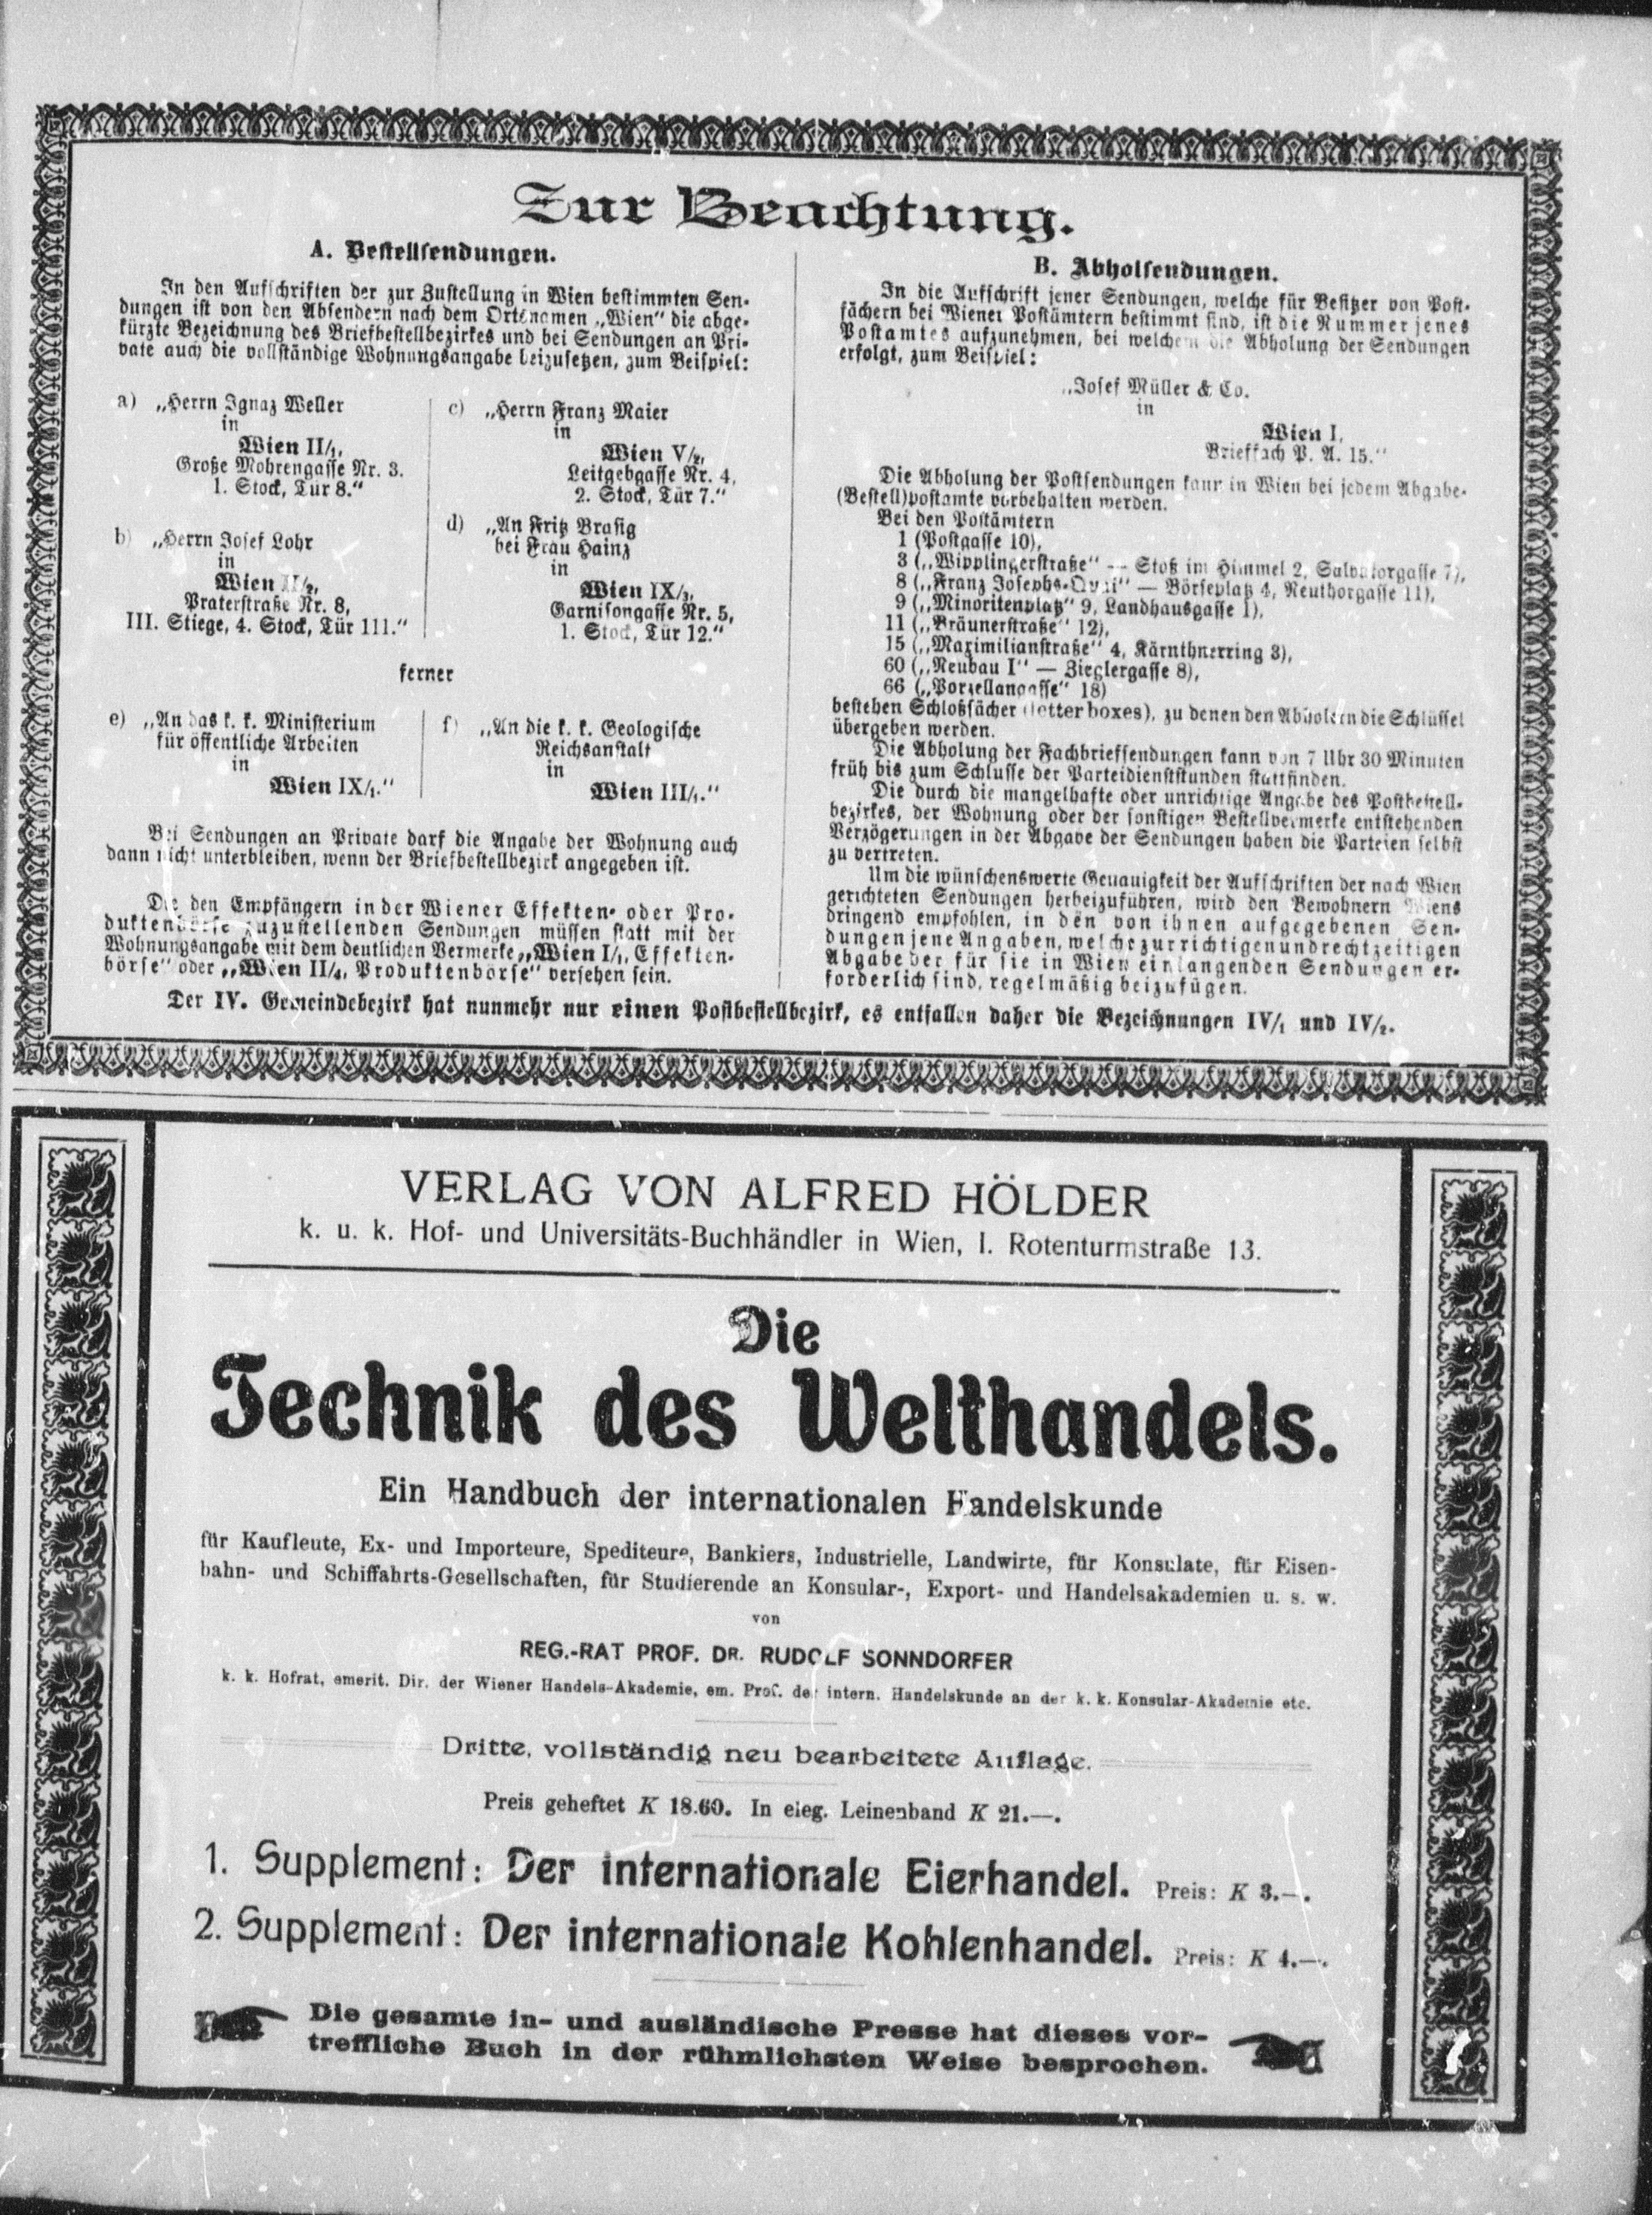 Zur Beachtung.
A. Bestellsendungen.
In den Aufschriften der zur Zustellung in Wien bestimmten Sen-
dungen ist von den Absendern nach dem Ortsnamen „Wien“ die abge-
kürzte Bezeichnung des Briefbestellbezirkes und bei Sendungen an Pri-
vate auch die vollständige Wohnungsangabe beizusetzen, zum Beispiel:
a) „Herrn Ignaz Weller
in
Wien II/1,
Große Mohrengasse Nr. 3.
1. Stock, Tür 8.“
b) „Herrn Josef Lohr
in
Wien II/2,
Praterstraße Nr. 8,
III. Stiege, 4. Stock, Tür 111.“
c) „Herrn Franz Maier
in
Wien V/2,
Leitgebgasse Nr. 4,
2. Stock, Tür 7.“
d) „An Fritz Brasig
bei Frau Hainz
in
Wien IX/3,
Garnisongasse Nr. 5,
1. Stock, Tür 12.“
ferner
e) „An das k. k. Ministerium
für öffentliche Arbeiten
in
Wien IX/1.“
f) „An die k. k. Geologische
Reichsanstalt
in
Wien III/1.“
Bei Sendungen an Private darf die Angabe der Wohnung auch
dann nicht unterbleiben, wenn der Briefbestellbezirk angegeben ist.
Die den Empfängern in der Wiener Effekten- oder Pro-
duktenbörse zuzustellenden Sendungen müssen statt mit der
Wohnungsangabe mit dem deutlichen Vermerke „Wien I/1, Effekten-
börse“ oder „Wien II/4, Produktenbörse“ versehen sein.
B. Abholsendungen.
In die Aufschrift jener Sendungen, welche für Besitzer von Post-
fächern bei Wiener Postämtern bestimmt sind, ist die Nummer jenes
Postamtes aufzunehmen, bei welchem die Abholung der Sendungen
erfolgt, zum Beispiel:
„Josef Müller & Co.
in
Wien I,
Brieffach P. A. 15.“
Die Abholung der Postsendungen kann in Wien bei jedem Abgabe-
(Bestell)postamte vorbehalten werden.
Bei den Postämtern
1 (Postgasse 10),
3 („Wipplingerstraße“ — Stoß im Himmel 2, Salvatorgasse 7),
8 („Franz Josephs-Quai“ — Börseplatz 4, Neuthorgasse 11),
9 („Minoritenplatz“ 9, Landhausgasse 1),
11 („Bräunerstraße“ 12),
15 („Maximilianstraße“ 4, Kärnthnerring 3),
60 („Neubau I“ — Zieglergasse 8),
66 („Porzellangasse“ 18)
bestehen Schloßfächer (letter boxes), zu denen den Abholern die Schlüssel
übergeben werden.
Die Abholung der Fachbriefsendungen kann von 7 Uhr 30 Minuten
früh bis zum Schlusse der Parteidienststunden stattfinden.
Die durch die mangelhafte oder unrichtige Angabe des Postbestell-
bezirkes, der Wohnung oder der sonstigen Bestellvermerke entstehenden
Verzögerungen in der Abgabe der Sendungen haben die Parteien selbst
zu vertreten.
Um die wünschenswerte Genauigkeit der Aufschriften der nach Wien
gerichteten Sendungen herbeizuführen, wird den Bewohnern Wiens
dringend empfohlen, in den von ihnen aufgegebenen Sen-
dungen jene Angaben, welche zur richtigen und rechtzeitigen
Abgabe der für sie in Wien einlangenden Sendungen er-
forderlich sind, regelmäßig beizufügen.
Der IV. Gemeindebezirk hat nunmehr nur einen Postbestellbezirk, es entfallen daher die Bezeichnungen IV/1 und IV/2.
VERLAG VON ALFRED HÖLDER
k. u. k. Hof- und Universitäts-Buchhändler in Wien, I. Rotenturmstraße 13.
Die
Technik des Welthandels.
Ein Handbuch der internationalen Handelskunde
für Kaufleute, Ex- und Importeure, Spediteure, Bankiers, Industrielle, Landwirte, für Konsulate, für Eisen-
bahn- und Schiffahrts-Gesellschaften, für Studierende an Konsular-, Export- und Handelsakademien u. s. w.
von
REG.-RAT PROF. DR. RUDOLF SONNDORFER
k. k. Hofrat, emerit. Dir. der Wiener Handels-Akademie, em. Prof. der intern. Handelskunde an der k. k. Konsular-Akademie etc.
Dritte, vollständig neu bearbeitete Auflage.
Preis geheftet K 18.60. In eleg. Leinenband K 21.—.
1. Supplement: Der internationale Eierhandel. Preis: K 3.—.
2. Supplement: Der internationale Kohlenhandel. Preis: K 4.—.
Die gesamte in- und ausländische Presse hat dieses vor-
treffliche Buch in der rühmlichsten Weise besprochen.